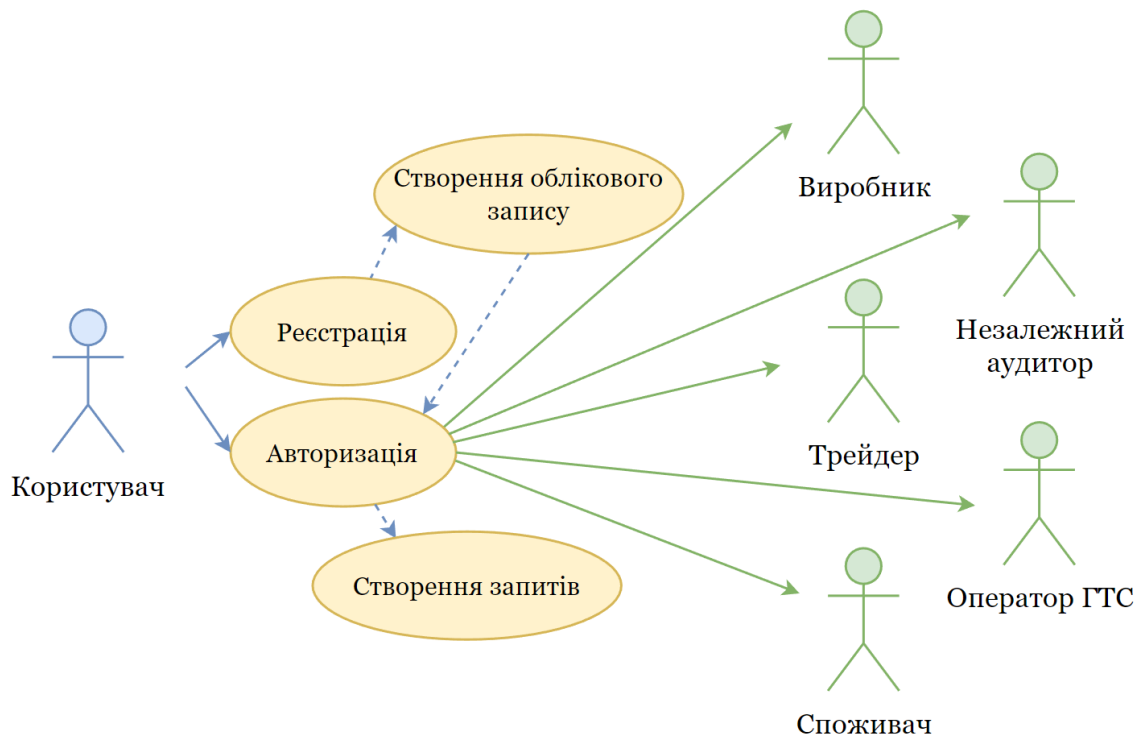 Створення облікового
запису
Реєстрація
Авторизація
Створення запитів
Користувач
Виробник
Незалежний
аудитор
Трейдер
Оператор ГТС
Споживач